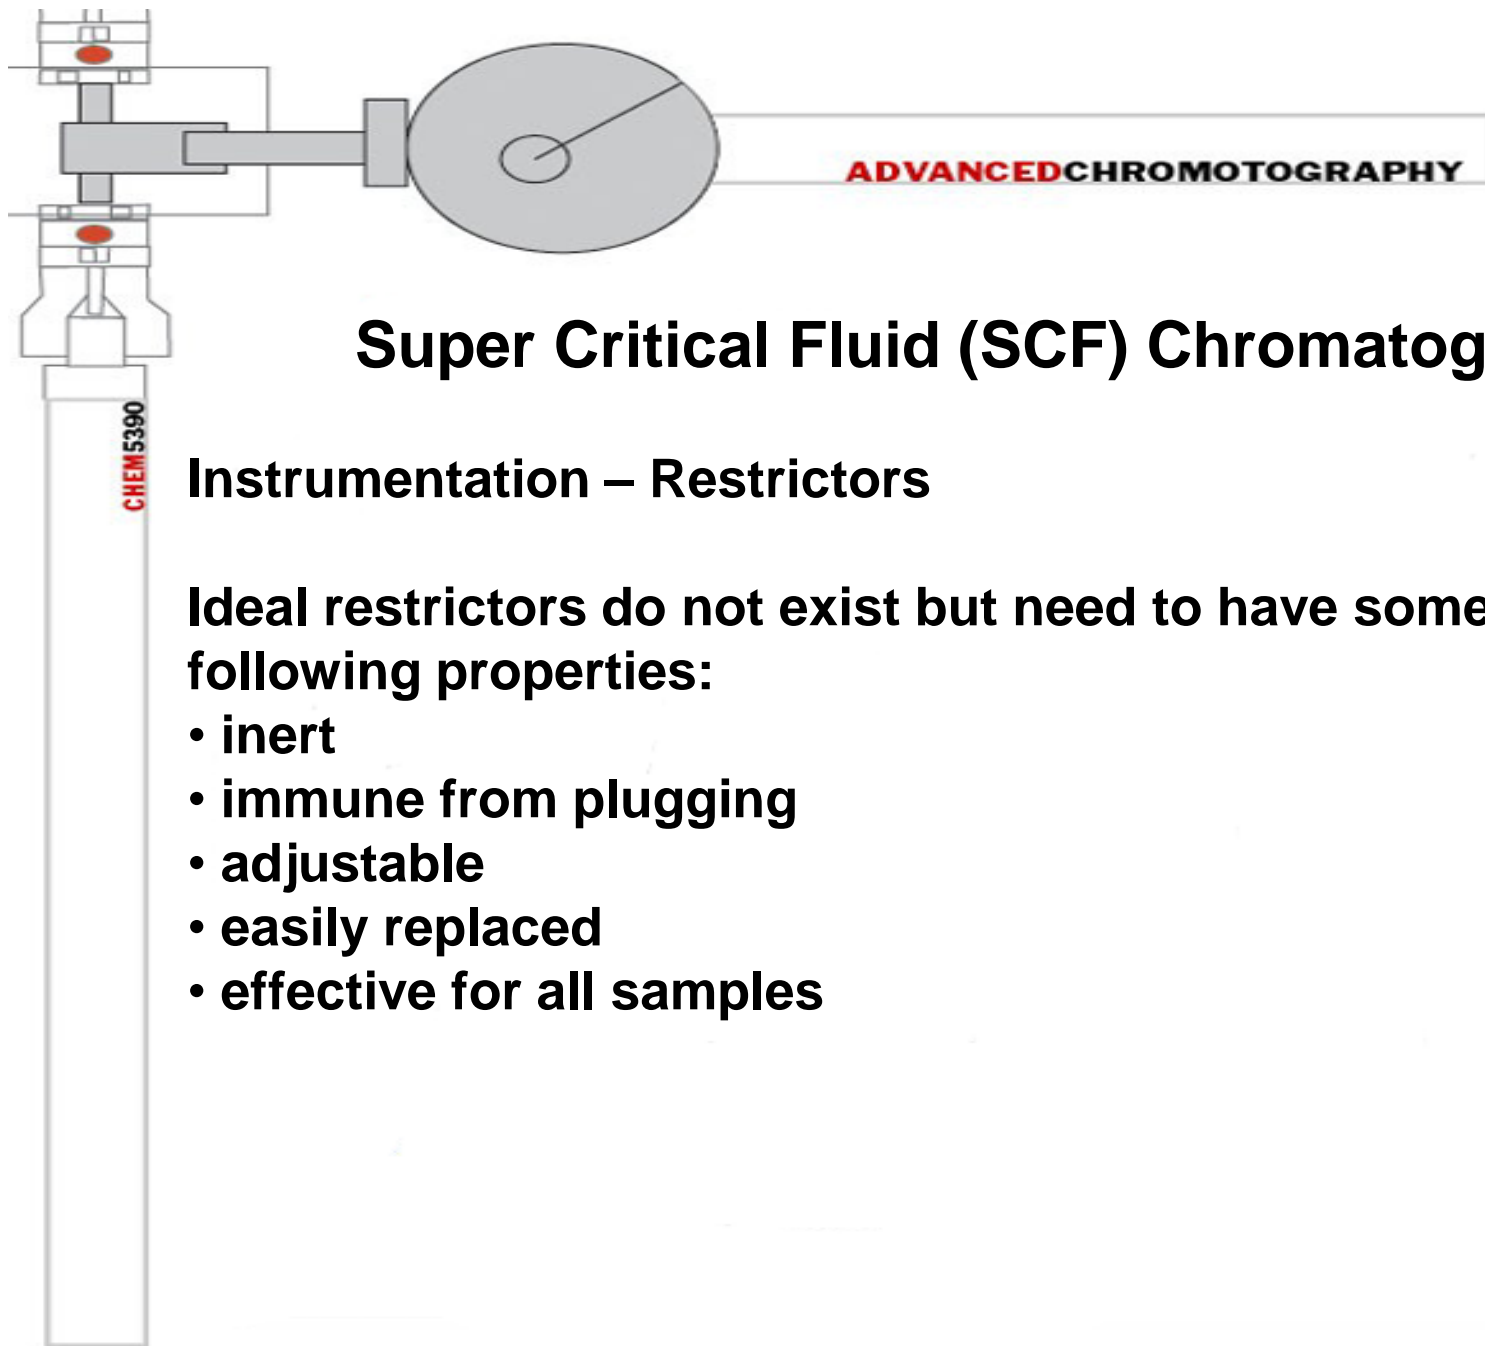 ADVANCEDCHROMOTOGRAPHY
Super Critical Fluid (SCF) Chromatog
CHEM5390
Instrumentation – Restrictors
Ideal restrictors do not exist but need to have some
following properties:
• inert
• immune from plugging
• adjustable
• easily replaced
• effective for all samples